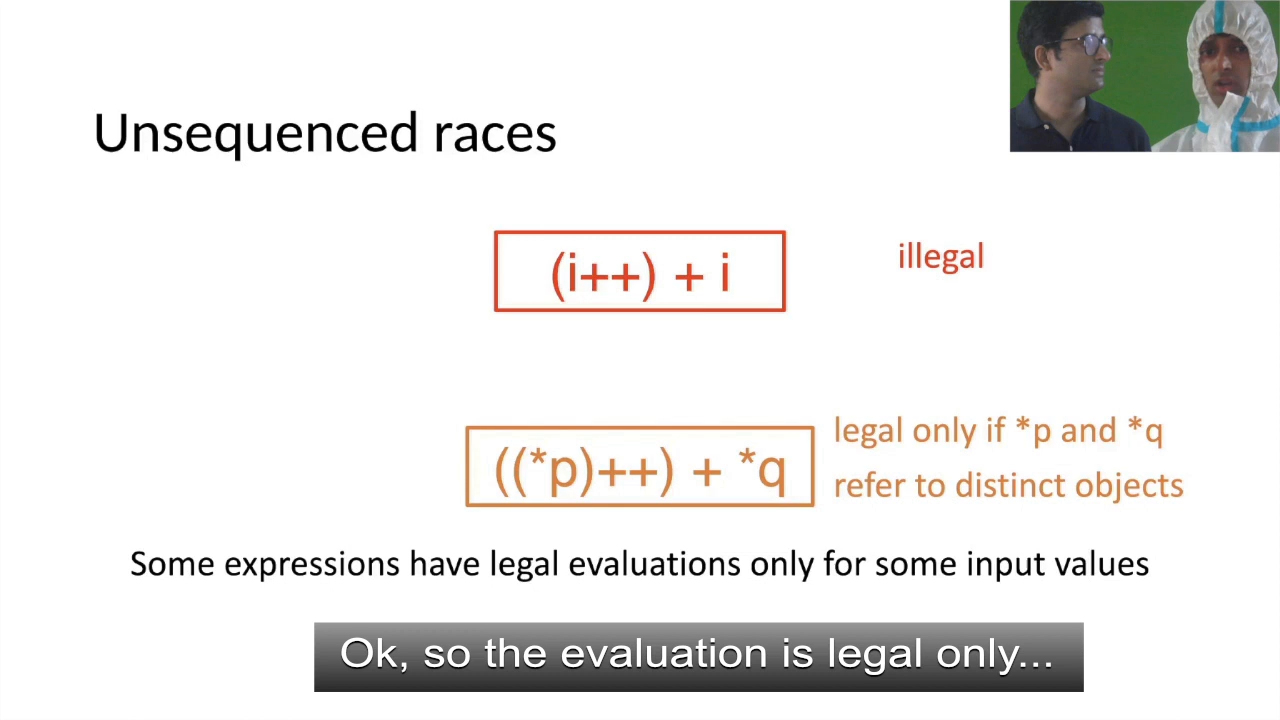 Unsequenced races
(i++) + i
illegal
((*p)++) + *q
legal only if *p and *q
refer to distinct objects
Some expressions have legal evaluations only for some input values
Ok, so the evaluation is legal only...